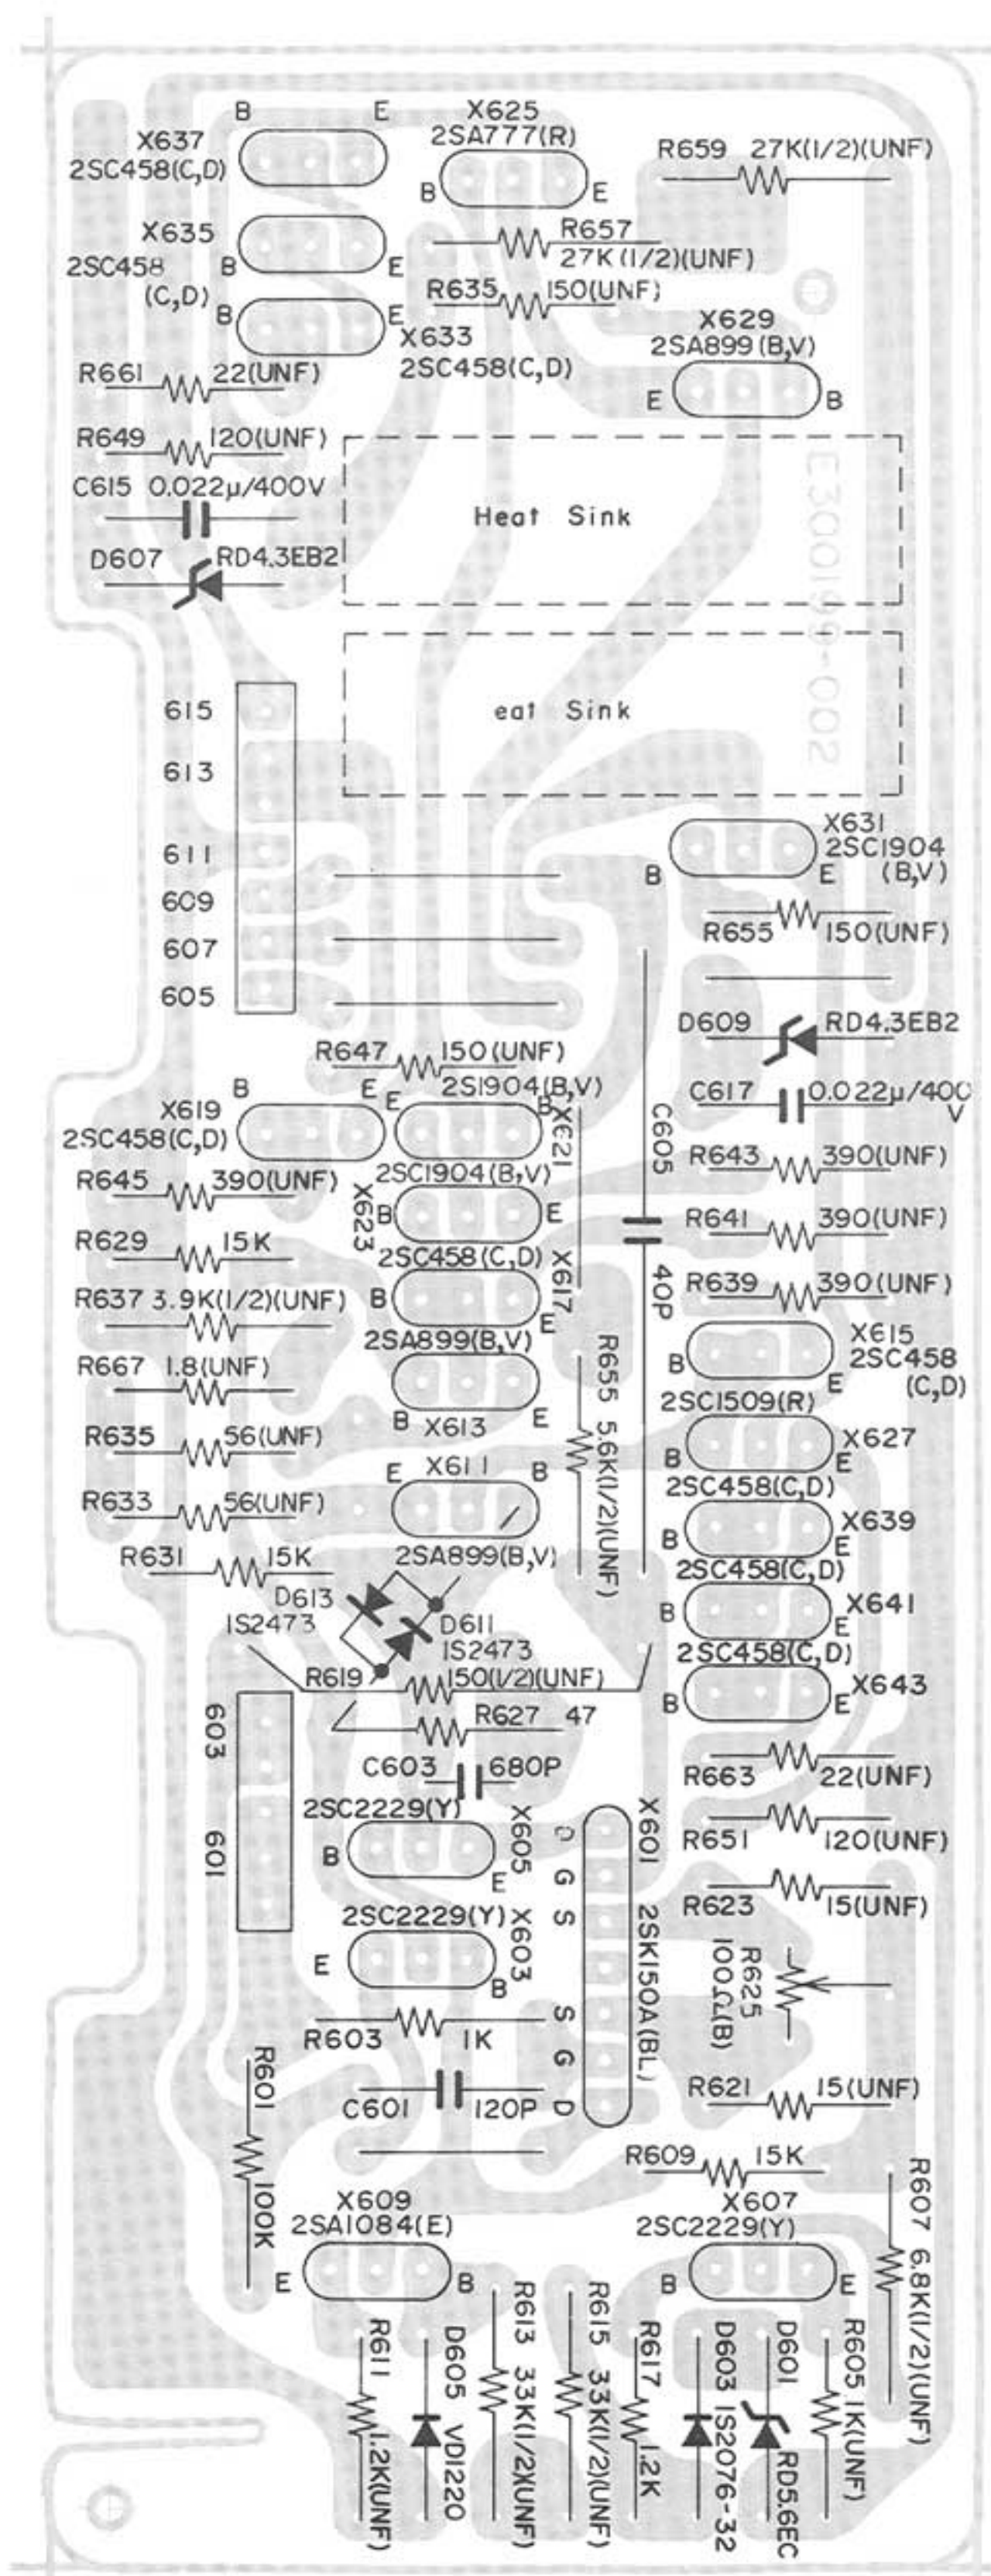 B E X625
X637 2SA777(R)
2SC458(C,D)
B E
R659 27K(1/2)(UNF)
X635
2SC458 B E
(C,D)
R657
27K(1/2)(UNF)
R635 150(UNF)
B E
X633
2SC458(C,D)
X629
2SA899(B,V)
E B
R661 22(UNF)
R649 120(UNF)
C615 0.022μ/400V
D607 RD4.3EB2
Heat Sink
eat Sink
E300199-002
615
613
611
609
607
605
X631
2SC1904
(B,V)
B E
R655 150(UNF)
D609 RD4.3EB2
R647 150(UNF)
B E E 2S1904(B,V)
B X621
X619
2SC458(C,D)
C617 0.022μ/400
V
C605
40P
2SC1904(B,V)
X623 B E
R643 390(UNF)
R645 390(UNF)
R641 390(UNF)
R629 15K
2SC458(C,D) X617
B E
R639 390(UNF)
R637 3.9K(1/2)(UNF)
2SA899(B,V)
B X613 E
X615
2SC458
(C,D)
B E
R667 1.8(UNF)
R655 5.6K(1/2)(UNF)
2SC1509(R)
B X627
E
R635 56(UNF)
E X611 B
2SA899(B,V)
2SC458(C,D)
B X639
E
R633 56(UNF)
R631 15K
2SC458(C,D)
B X641
E
D613
1S2473
D611
1S2473
2SC458(C,D)
B X643
E
R619 150(1/2)(UNF)
R627 47
603
601
C603 680P
R663 22(UNF)
2SC2229(Y) X605
B E
X601 2SK150A(BL)
D
G
S
S
G
D
R651 120(UNF)
R623 15(UNF)
2SC2229(Y) X603
E B
R625
100Ω(B)
R603 1K
R601 100K
C601 120P
R621 15(UNF)
R609 15K
X609
2SA1084(E)
E B
X607
2SC2229(Y)
B E
R607 6.8K(1/2)(UNF)
R611 1.2K(UNF)
D605 VD1220
R613 33K(1/2)(UNF)
R615 33K(1/2)(UNF)
R617 1.2K
D603 1S2076-32
D601 RD5.6EC
R605 1K(UNF)